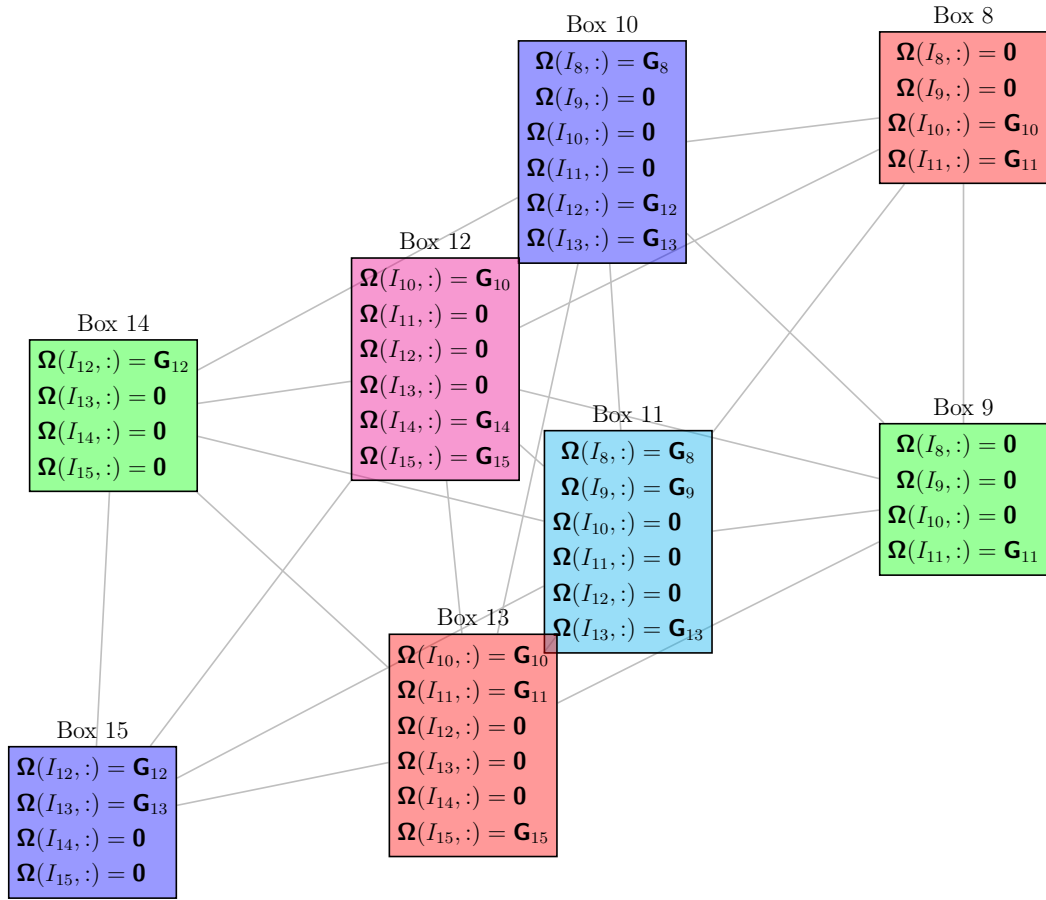 Box 10
Ω(I₈, :) = G₈
Ω(I₉, :) = 0
Ω(I₁₀, :) = 0
Ω(I₁₁, :) = 0
Ω(I₁₂, :) = G₁₂
Ω(I₁₃, :) = G₁₃
Box 8
Ω(I₈, :) = 0
Ω(I₉, :) = 0
Ω(I₁₀, :) = G₁₀
Ω(I₁₁, :) = G₁₁
Box 12
Ω(I₁₀, :) = G₁₀
Ω(I₁₁, :) = 0
Ω(I₁₂, :) = 0
Ω(I₁₃, :) = 0
Ω(I₁₄, :) = G₁₄
Ω(I₁₅, :) = G₁₅
Box 14
Ω(I₁₂, :) = G₁₂
Ω(I₁₃, :) = 0
Ω(I₁₄, :) = 0
Ω(I₁₅, :) = 0
Box 11
Ω(I₈, :) = G₈
Ω(I₉, :) = G₉
Ω(I₁₀, :) = 0
Ω(I₁₁, :) = 0
Ω(I₁₂, :) = 0
Ω(I₁₃, :) = G₁₃
Box 9
Ω(I₈, :) = 0
Ω(I₉, :) = 0
Ω(I₁₀, :) = 0
Ω(I₁₁, :) = G₁₁
Box 13
Ω(I₁₀, :) = G₁₀
Ω(I₁₁, :) = G₁₁
Ω(I₁₂, :) = 0
Ω(I₁₃, :) = 0
Ω(I₁₄, :) = 0
Ω(I₁₅, :) = G₁₅
Box 15
Ω(I₁₂, :) = G₁₂
Ω(I₁₃, :) = G₁₃
Ω(I₁₄, :) = 0
Ω(I₁₅, :) = 0